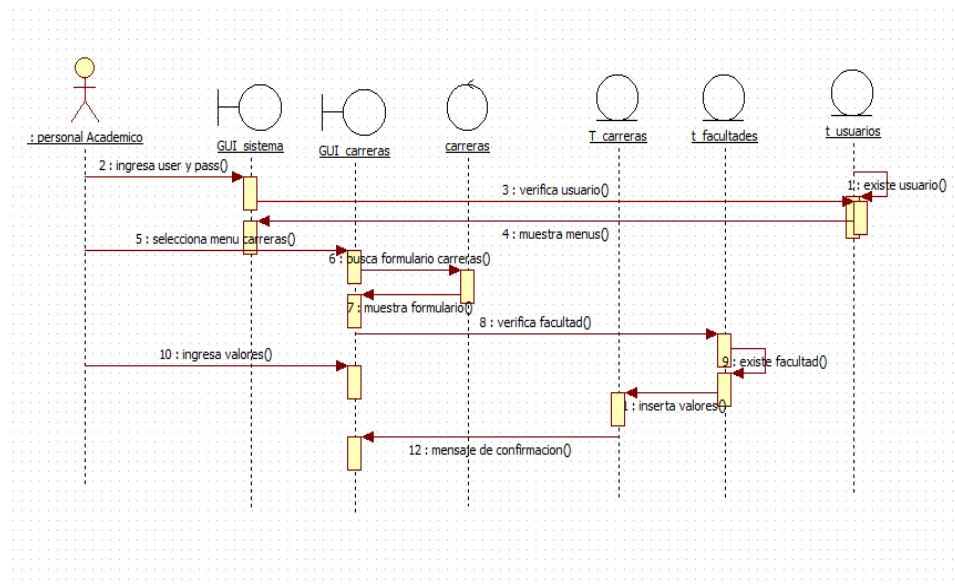 : personal Academico
GUI_sistema
GUI_carreras
carreras
T_carreras
t_facultades
t_usuarios
2 : ingresa user y pass()
1 : existe usuario()
3 : verifica usuario()
4 : muestra menus()
5 : selecciona menu carreras()
6 : busca formulario carreras()
7 : muestra formulario()
8 : verifica facultad()
10 : ingresa valores()
9 : existe facultad()
1 : inserta valores()
12 : mensaje de confirmacion()